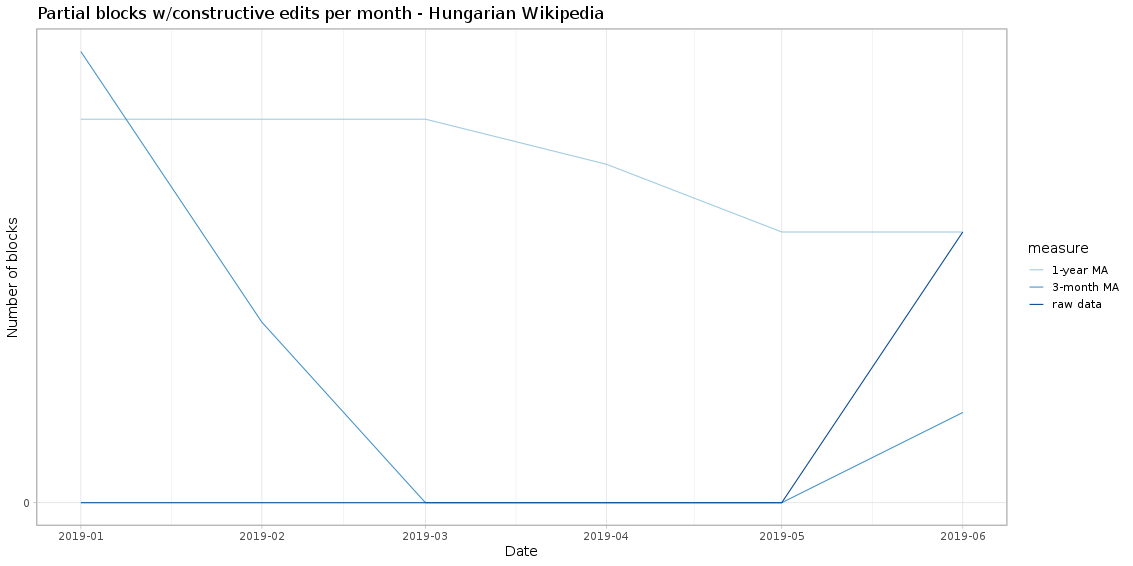 Partial blocks w/constructive edits per month - Hungarian Wikipedia
Number of blocks
0
2019-01
2019-02
2019-03
2019-04
2019-05
2019-06
Date
measure
1-year MA
3-month MA
raw data